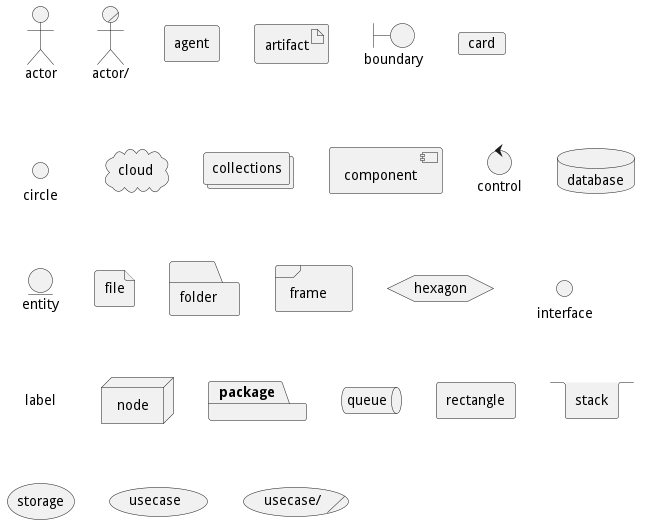 actor
actor/
agent
artifact
boundary
card
circle
cloud
collections
component
control
database
entity
file
folder
frame
hexagon
interface
label
node
package
queue
rectangle
stack
storage
usecase
usecase/